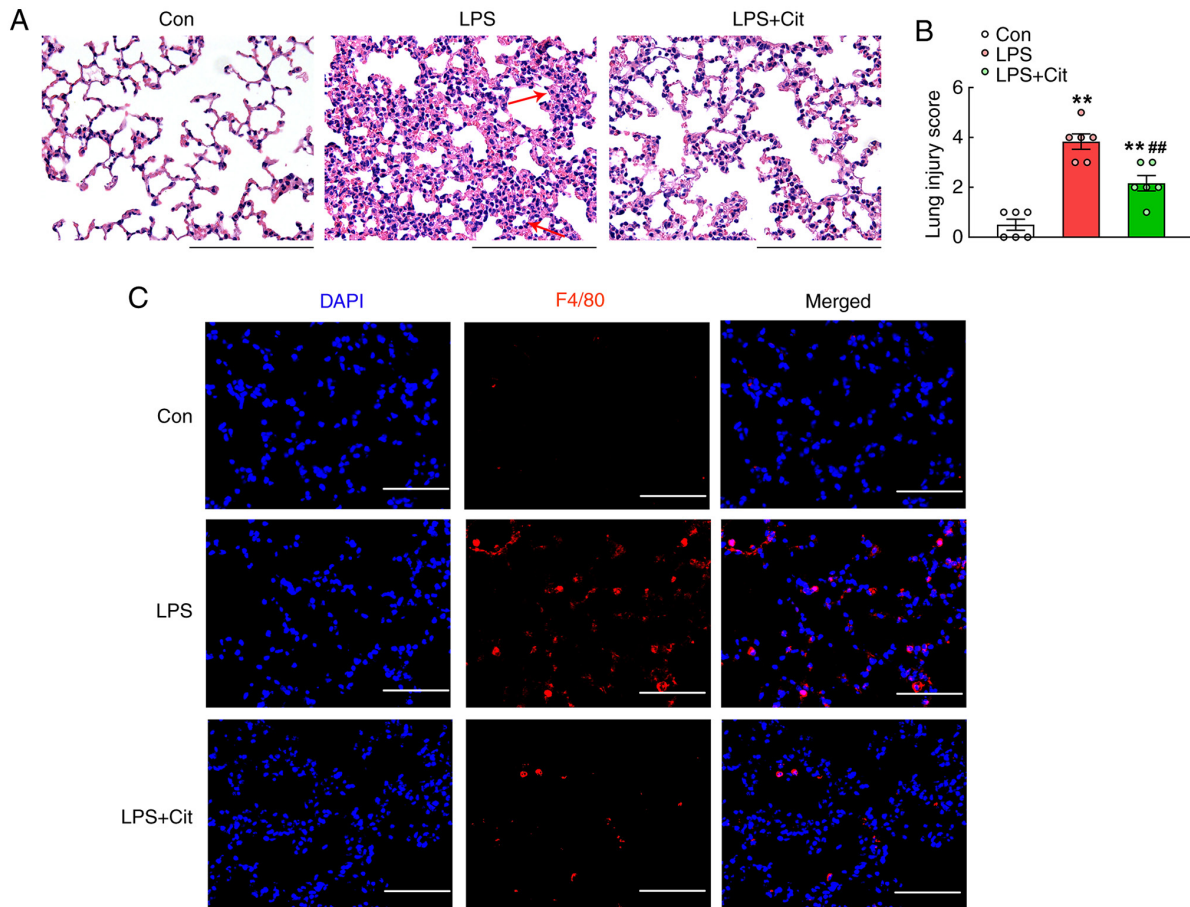 A
Con
LPS
LPS+Cit
B
Con
LPS
LPS+Cit
Lung injury score
6
4
2
0
**
**##
C
DAPI
F4/80
Merged
Con
LPS
LPS+Cit